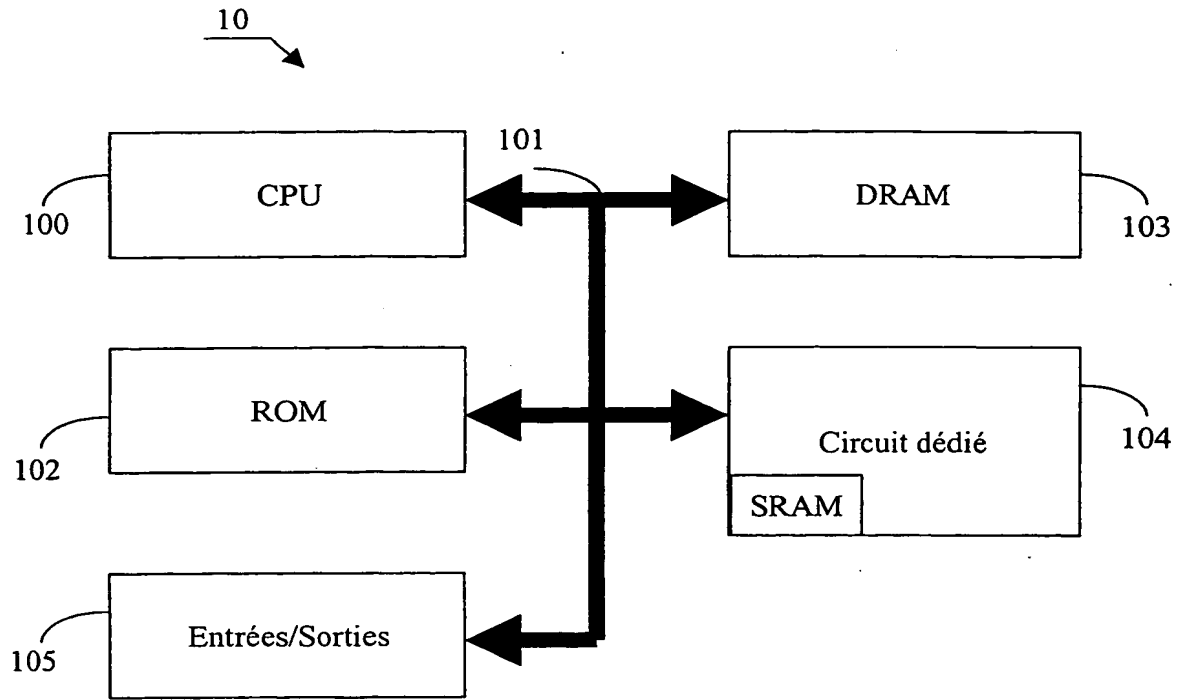 10
101
CPU
100
DRAM
103
ROM
102
Circuit dédié
SRAM
104
Entrées/Sorties
105